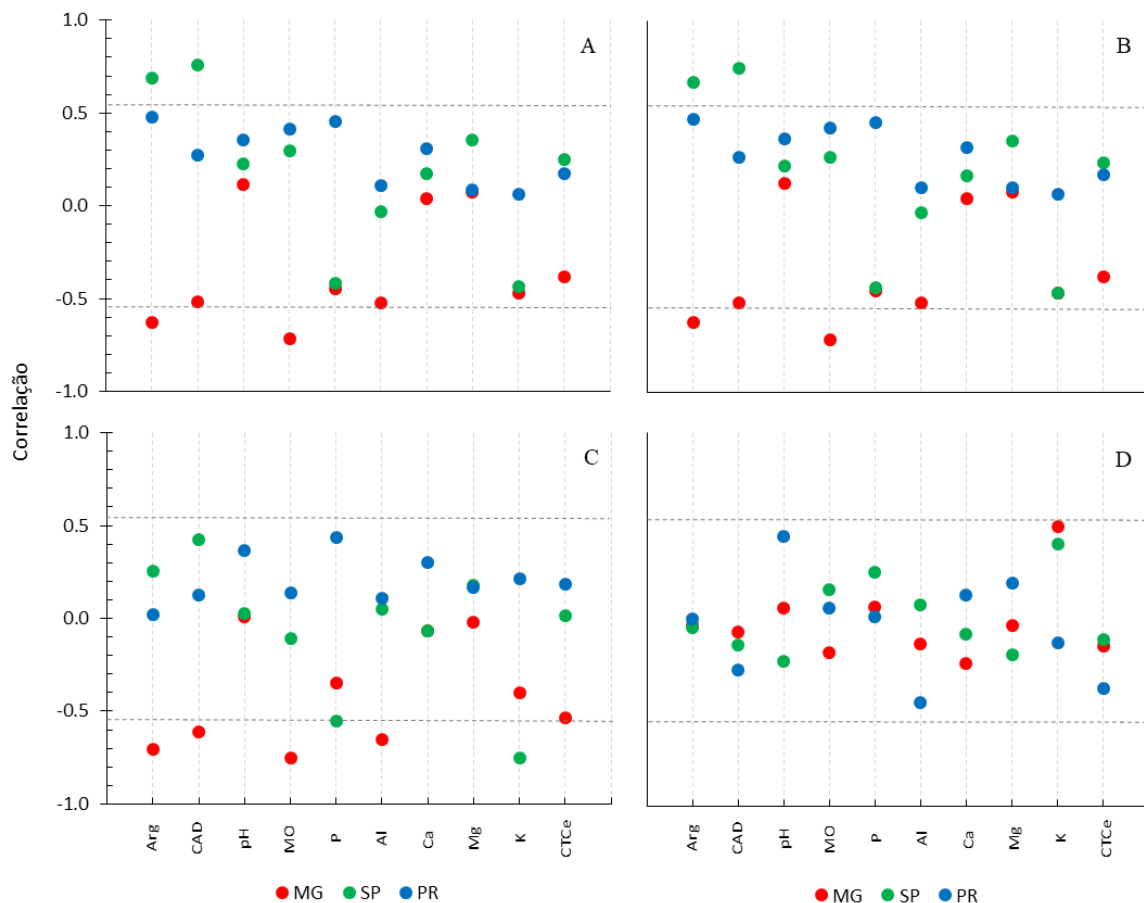 A
B
1.0
0.5
0.0
-0.5
-1.0
Correlação
C
D
1.0
0.5
0.0
-0.5
-1.0
Arg CAD pH MO P Al Ca Mg K CTCe
Arg CAD pH MO P Al Ca Mg K CTCe
MG SP PR
MG SP PR